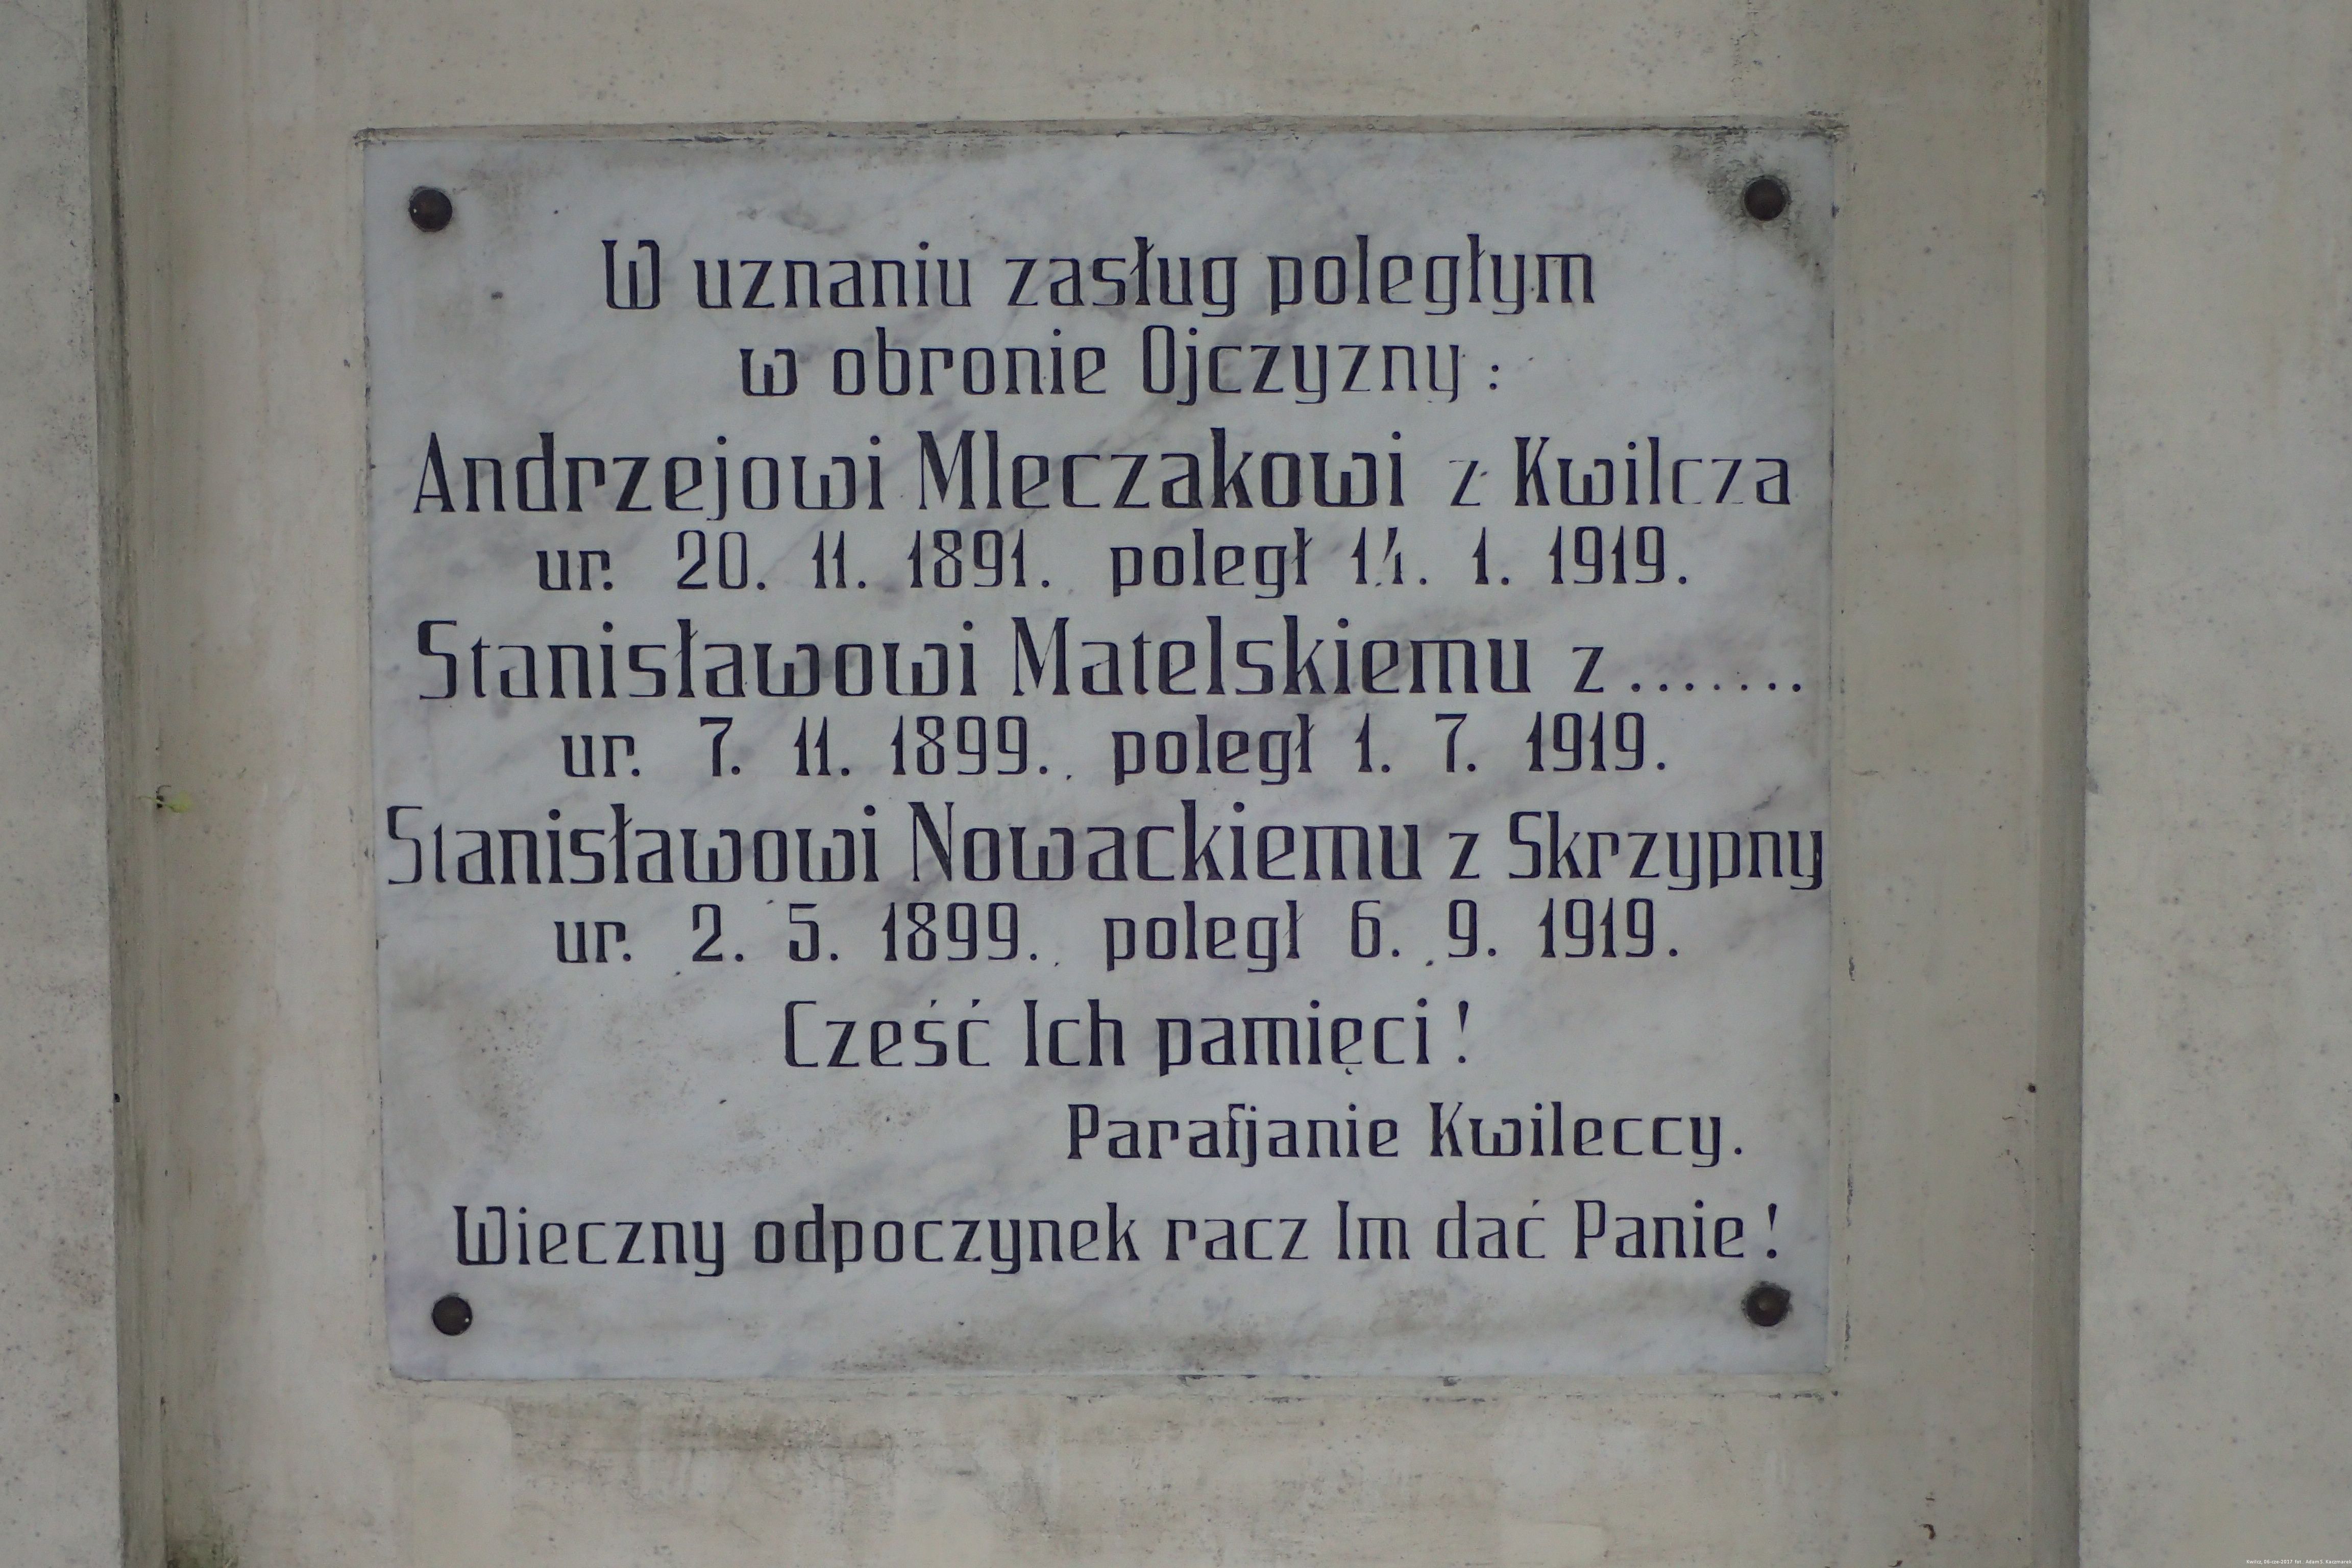 W uznaniu zasług poległym
w obronie Ojczyzny :
Andrzejowi Mleczakowi z Kwilcza
ur. 20. 11. 1891. poległ 14. 1. 1919.
Stanisławowi Matelskiemu z .......
ur. 7. 11. 1899. poległ 1. 7. 1919.
Stanisławowi Nowackiemu z Skrzypny
ur. 2. 5. 1899. poległ 6. 9. 1919.
Cześć Ich pamięci !
Parafjanie Kwileccy.
Wieczny odpoczynek racz Im dać Panie !